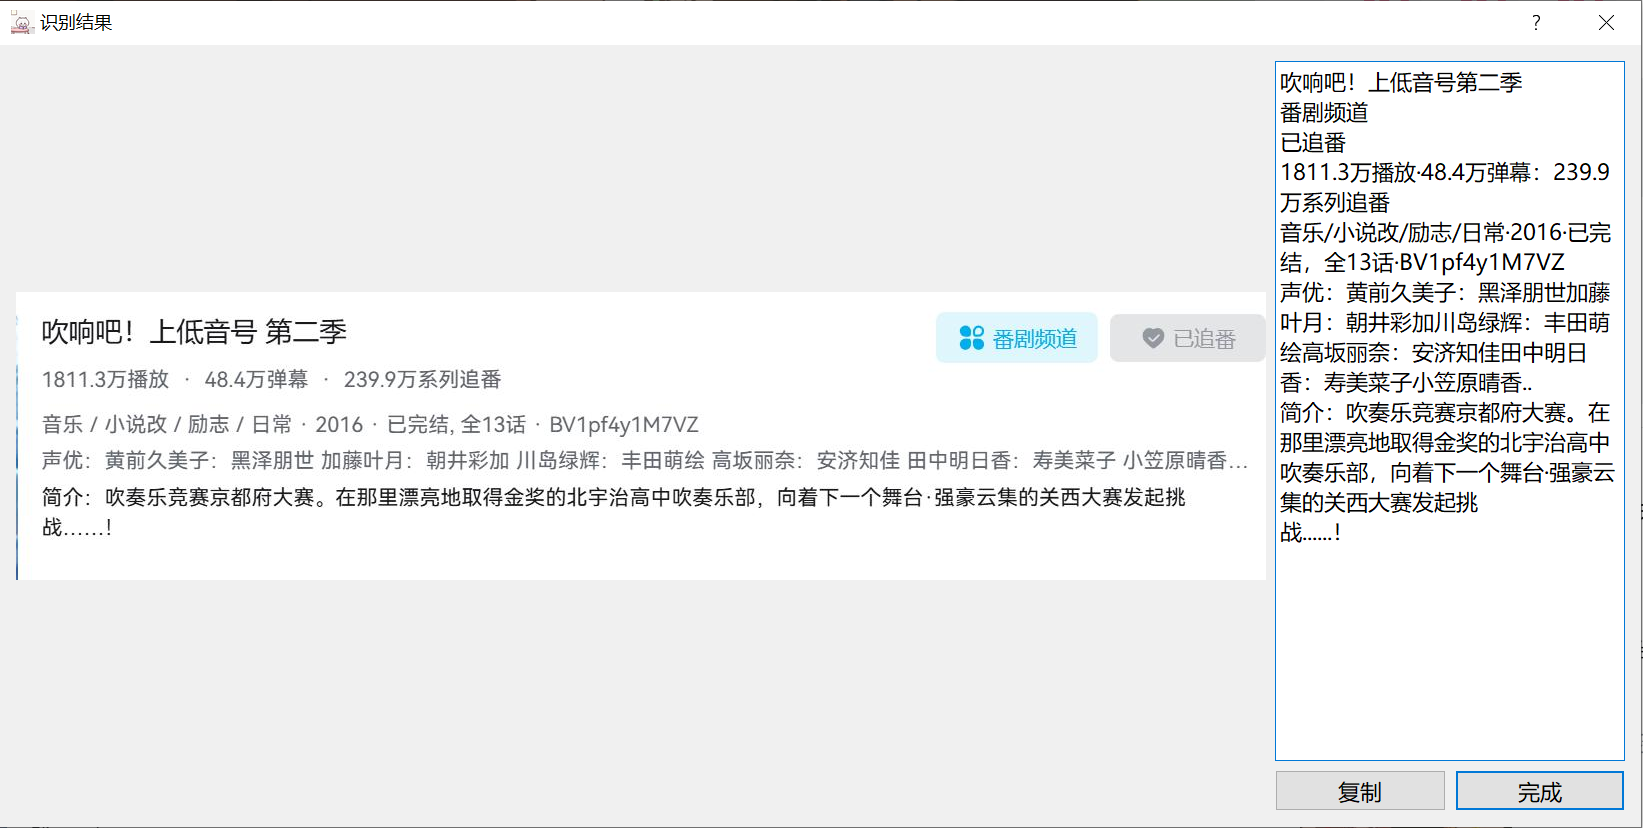 识别结果
吹响吧！上低音号 第二季
番剧频道
已追番
1811.3万播放 · 48.4万弹幕 · 239.9万系列追番
音乐 / 小说改 / 励志 / 日常 · 2016 · 已完结, 全13话 · BV1pf4y1M7VZ
声优：黄前久美子：黑泽朋世 加藤叶月：朝井彩加 川岛绿辉：丰田萌绘 高坂丽奈：安济知佳 田中明日香：寿美菜子 小笠原晴香...
简介：吹奏乐竞赛京都府大赛。在那里漂亮地取得金奖的北宇治高中吹奏乐部，向着下一个舞台·强豪云集的关西大赛发起挑
战……！
吹响吧！上低音号第二季
番剧频道
已追番
1811.3万播放·48.4万弹幕：239.9
万系列追番
音乐/小说改/励志/日常·2016·已完
结，全13话·BV1pf4y1M7VZ
声优：黄前久美子：黑泽朋世加藤
叶月：朝井彩加川岛绿辉：丰田萌
绘高坂丽奈：安济知佳田中明日
香：寿美菜子小笠原晴香..
简介：吹奏乐竞赛京都府大赛。在
那里漂亮地取得金奖的北宇治高中
吹奏乐部，向着下一个舞台·强豪云
集的关西大赛发起挑
战......！
复制
完成